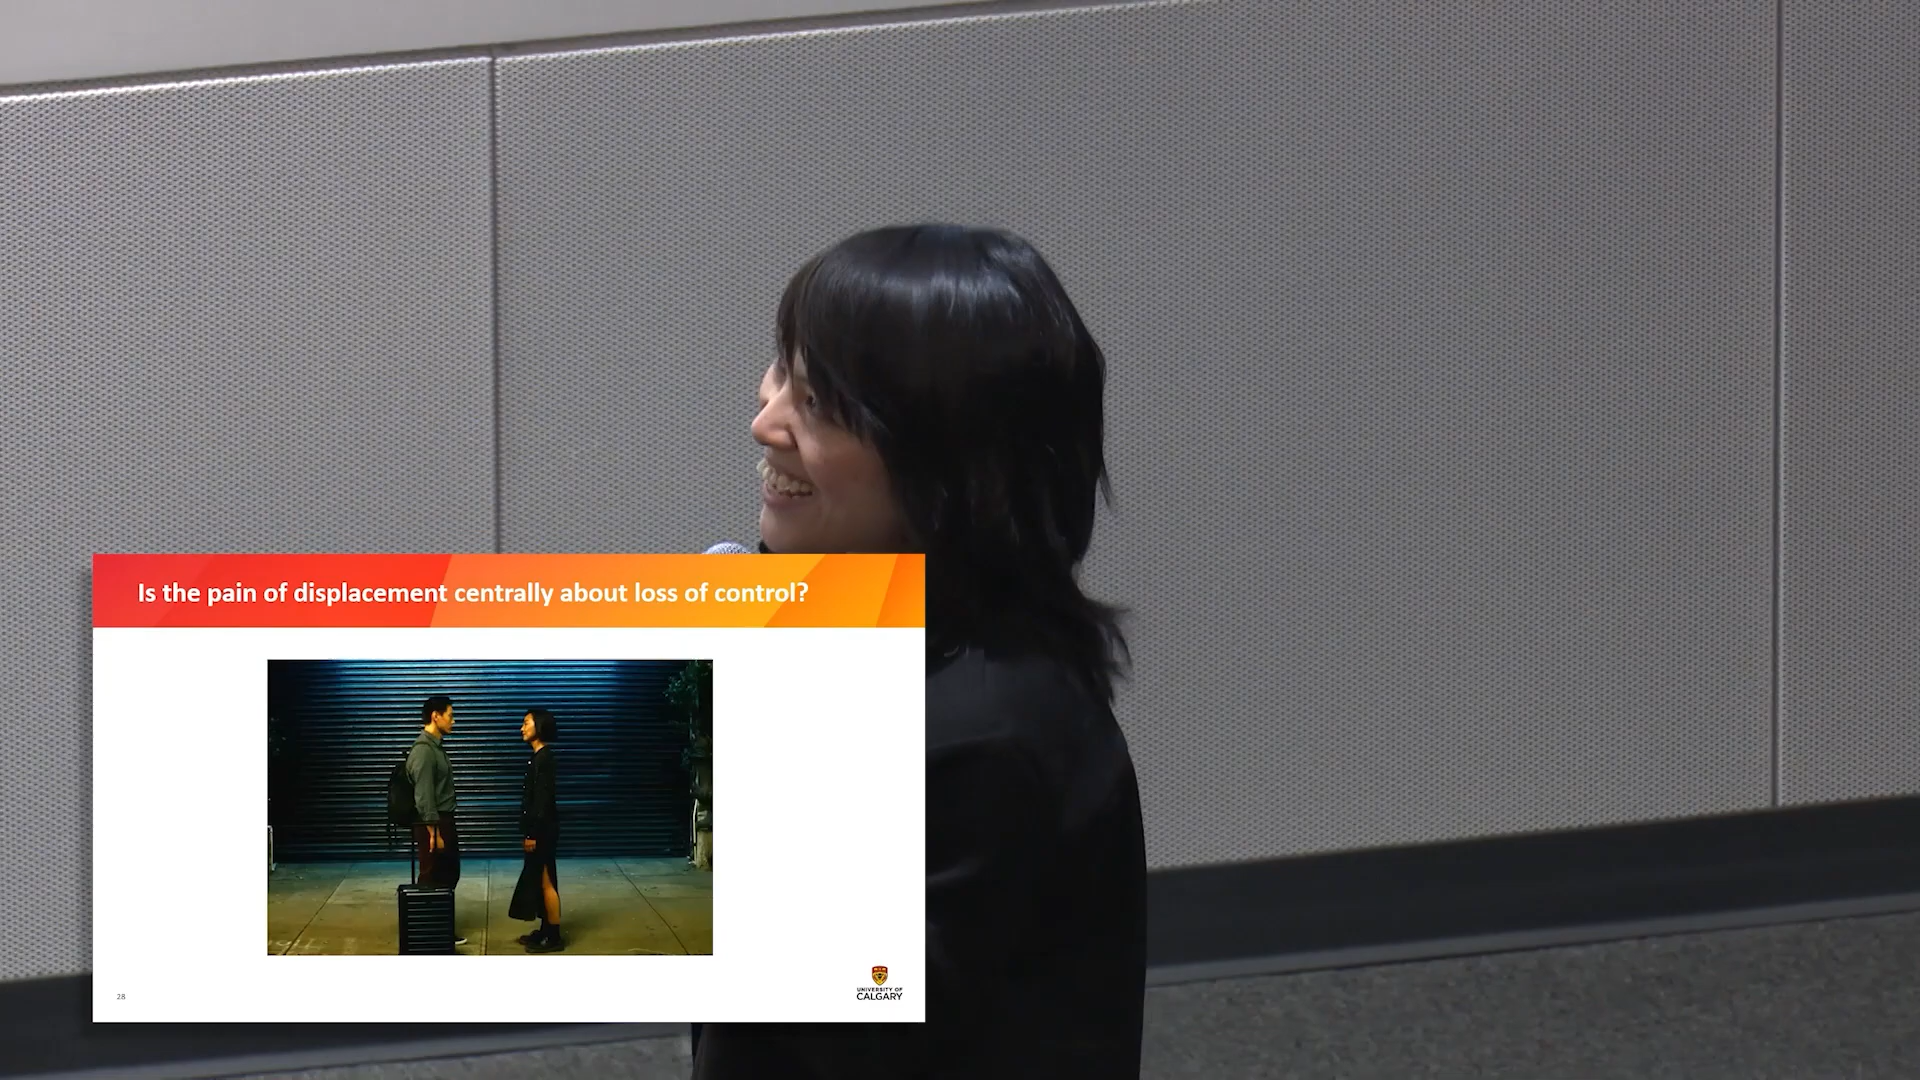 Is the pain of displacement centrally about loss of control?
28
UNIVERSITY OF
CALGARY